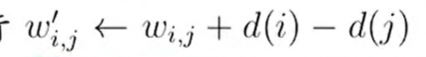 w'_{i,j} ← w_{i,j} + d(i) − d(j)